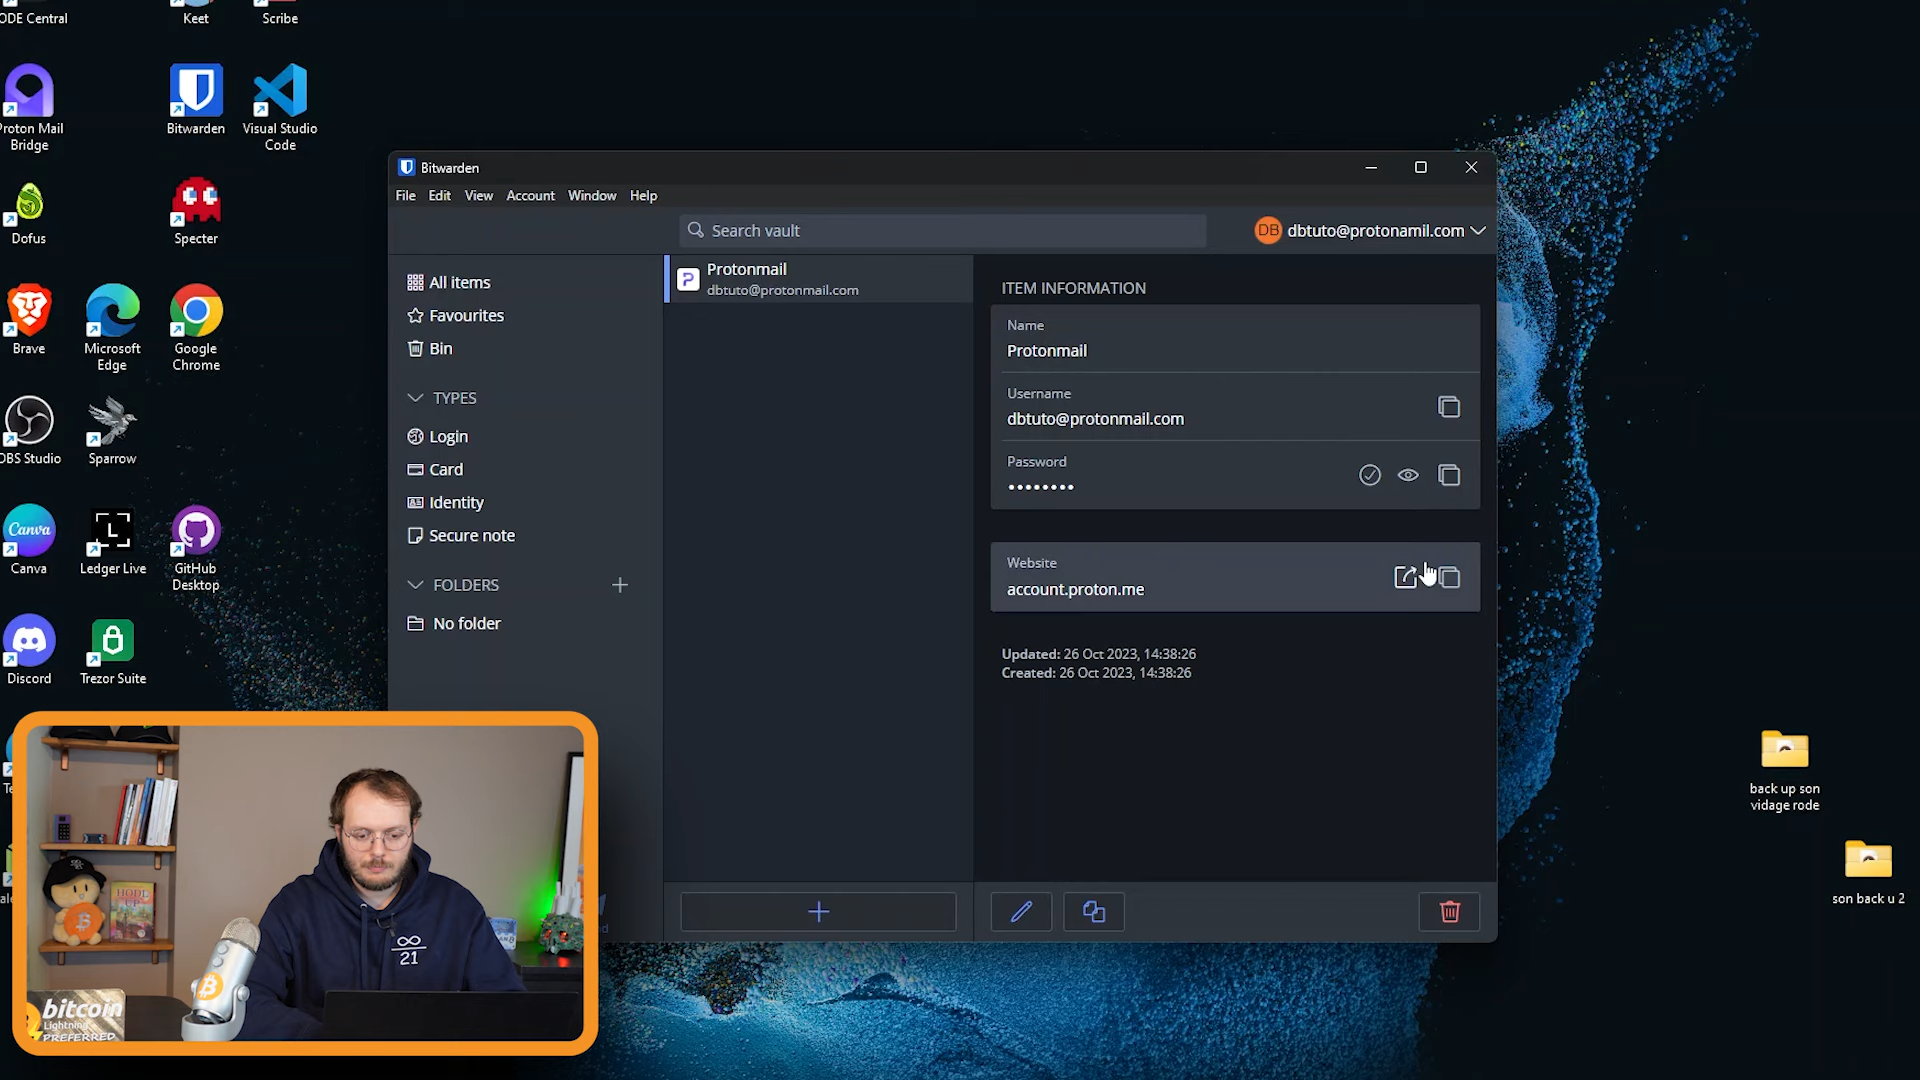 ODE Central
Keet
Scribe
Proton Mail
Bridge
Bitwarden
Visual Studio
Code
Dofus
Specter
Brave
Microsoft
Edge
Google
Chrome
OBS Studio
Sparrow
Canva
Canva
Ledger Live
GitHub
Desktop
Discord
Trezor Suite
Bitwarden
File
Edit
View
Account
Window
Help
Search vault
DB
dbtuto@protonamil.com
All items
Favourites
Bin
TYPES
Login
Card
Identity
Secure note
FOLDERS
No folder
Protonmail
dbtuto@protonmail.com
ITEM INFORMATION
Name
Protonmail
Username
dbtuto@protonmail.com
Password
Website
account.proton.me
Updated: 26 Oct 2023, 14:38:26
Created: 26 Oct 2023, 14:38:26
back up son
vidage rode
son back u 2
HODL
∞
21
bitcoin
Lightning
PREFERRED